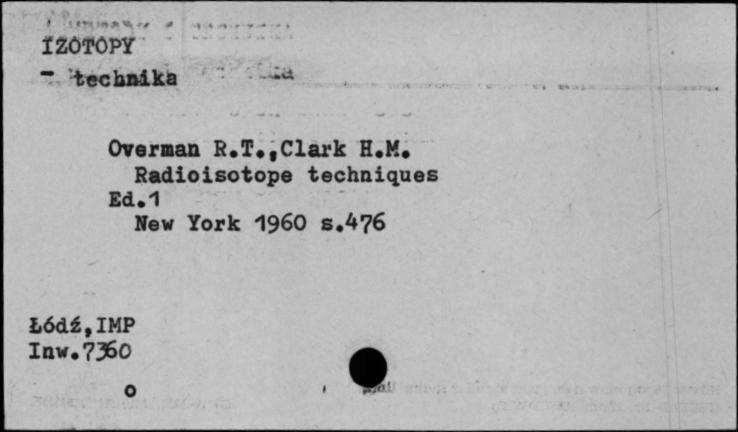 IZOTOPY
- technika
Overman R.T.,Clark H.M.
Radioisotope techniques
Ed.1
New York 1960 s.476
Łódź,IMP
Inw.7360
o